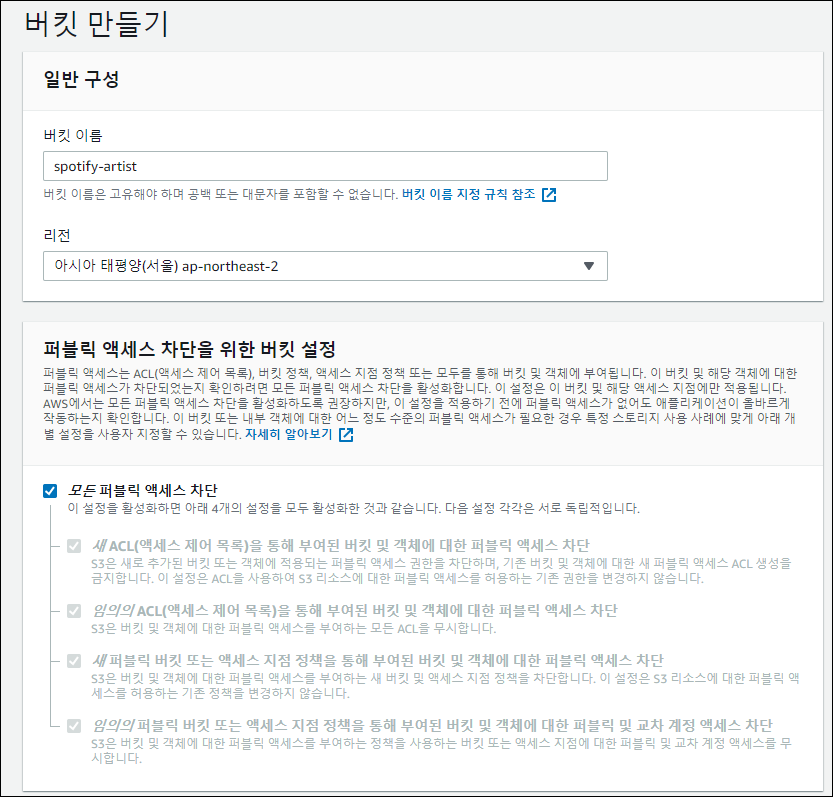 버킷 만들기
일반 구성
버킷 이름
spotify-artist
버킷 이름은 고유해야 하며 공백 또는 대문자를 포함할 수 없습니다. 버킷 이름 지정 규칙 참조
리전
아시아 태평양(서울) ap-northeast-2
퍼블릭 액세스 차단을 위한 버킷 설정
퍼블릭 액세스는 ACL(액세스 제어 목록), 버킷 정책, 액세스 지점 정책 또는 모두를 통해 버킷 및 객체에 부여됩니다. 이 버킷 및 해당 객체에 대한
퍼블릭 액세스가 차단되었는지 확인하려면 모든 퍼블릭 액세스 차단을 활성화합니다. 이 설정은 이 버킷 및 해당 액세스 지점에만 적용됩니다.
AWS에서는 모든 퍼블릭 액세스 차단을 활성화하도록 권장하지만, 이 설정을 적용하기 전에 퍼블릭 액세스가 없어도 애플리케이션이 올바르게
작동하는지 확인합니다. 이 버킷 또는 내부 객체에 대한 어느 정도 수준의 퍼블릭 액세스가 필요한 경우 특정 스토리지 사용 사례에 맞게 아래 개
별 설정을 사용자 지정할 수 있습니다. 자세히 알아보기
모든 퍼블릭 액세스 차단
이 설정을 활성화하면 아래 4개의 설정을 모두 활성화한 것과 같습니다. 다음 설정 각각은 서로 독립적입니다.
새 ACL(액세스 제어 목록)을 통해 부여된 버킷 및 객체에 대한 퍼블릭 액세스 차단
S3은 새로 추가된 버킷 또는 객체에 적용되는 퍼블릭 액세스 권한을 차단하며, 기존 버킷 및 객체에 대한 새 퍼블릭 액세스 ACL 생성을
금지합니다. 이 설정은 ACL을 사용하여 S3 리소스에 대한 퍼블릭 액세스를 허용하는 기존 권한을 변경하지 않습니다.
임의의 ACL(액세스 제어 목록)을 통해 부여된 버킷 및 객체에 대한 퍼블릭 액세스 차단
S3은 버킷 및 객체에 대한 퍼블릭 액세스를 부여하는 모든 ACL을 무시합니다.
새 퍼블릭 버킷 또는 액세스 지점 정책을 통해 부여된 버킷 및 객체에 대한 퍼블릭 액세스 차단
S3은 버킷 및 객체에 대한 퍼블릭 액세스를 부여하는 새 버킷 및 액세스 지점 정책을 차단합니다. 이 설정은 S3 리소스에 대한 퍼블릭 액
세스를 허용하는 기존 정책을 변경하지 않습니다.
임의의 퍼블릭 버킷 또는 액세스 지점 정책을 통해 부여된 버킷 및 객체에 대한 퍼블릭 및 교차 계정 액세스 차단
S3은 버킷 및 객체에 대한 퍼블릭 액세스를 부여하는 정책을 사용하는 버킷 또는 액세스 지점에 대한 퍼블릭 및 교차 계정 액세스를 무
시합니다.